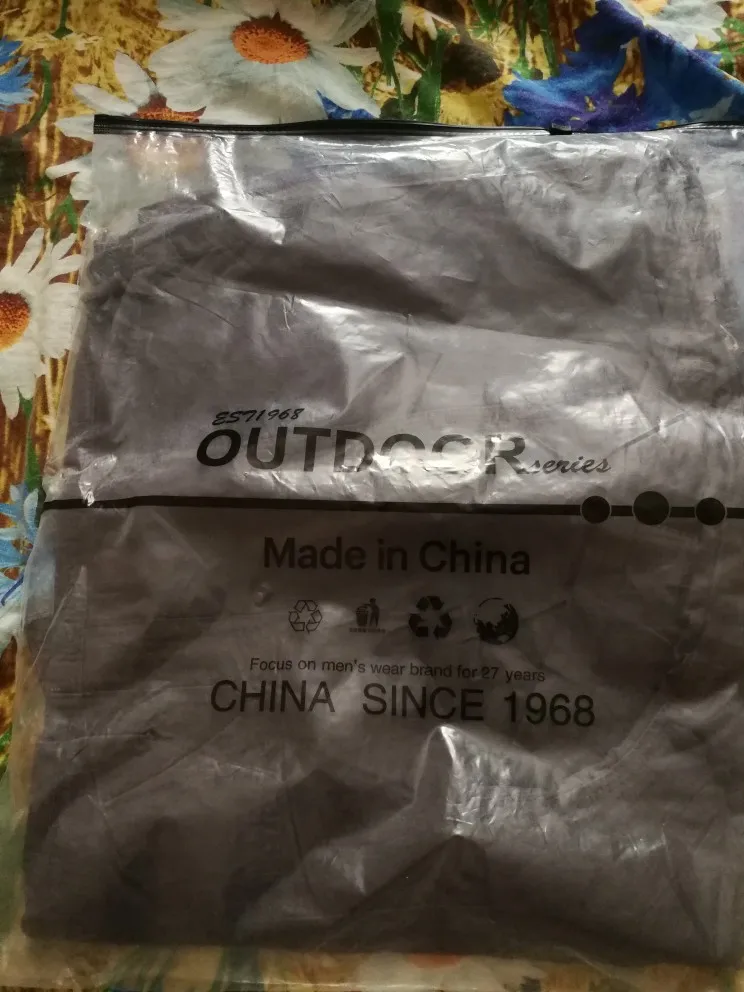 EST1968
OUTDOOR series
Made in China
Focus on men's wear brand for 27 years
CHINA SINCE 1968